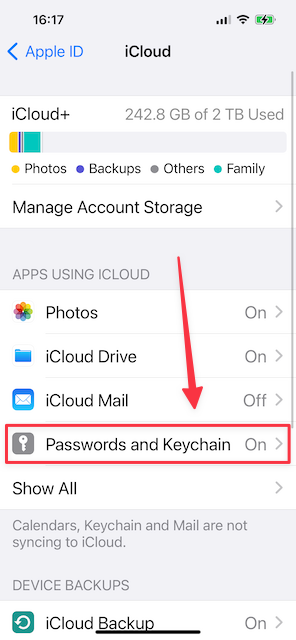 16:17
Apple ID
iCloud
iCloud+ 242.8 GB of 2 TB Used
Photos Backups Others Family
Manage Account Storage
APPS USING ICLOUD
Photos On
iCloud Drive On
iCloud Mail Off
Passwords and Keychain On
Show All
Calendars, Keychain and Mail are not
syncing to iCloud.
DEVICE BACKUPS
iCloud Backup On